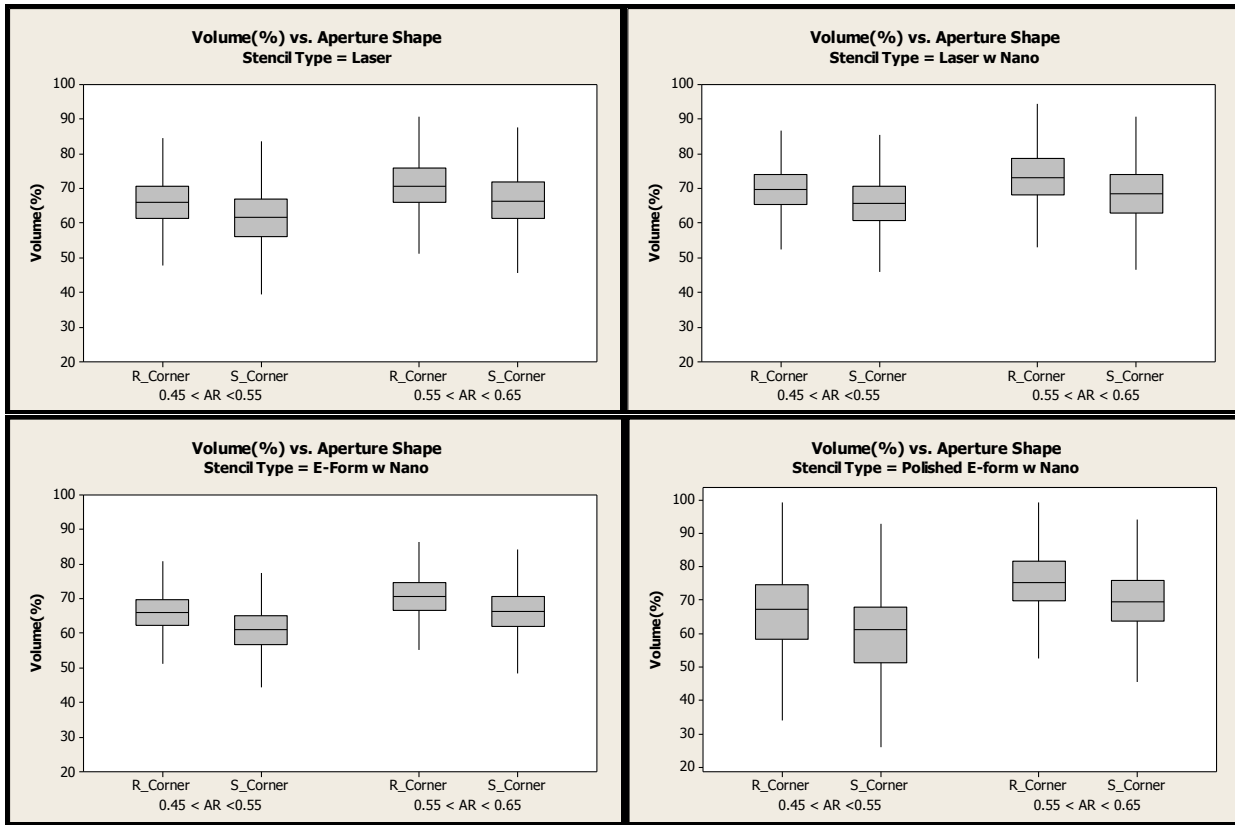 Volume(%) vs. Aperture Shape
Stencil Type = Laser
Volume(%)
100
90
80
70
60
50
40
30
20
R_Corner S_Corner R_Corner S_Corner
0.45 < AR <0.55 0.55 < AR < 0.65
Volume(%) vs. Aperture Shape
Stencil Type = Laser w Nano
Volume(%)
100
90
80
70
60
50
40
30
20
R_Corner S_Corner R_Corner S_Corner
0.45 < AR <0.55 0.55 < AR < 0.65
Volume(%) vs. Aperture Shape
Stencil Type = E-Form w Nano
Volume(%)
100
90
80
70
60
50
40
30
20
R_Corner S_Corner R_Corner S_Corner
0.45 < AR <0.55 0.55 < AR < 0.65
Volume(%) vs. Aperture Shape
Stencil Type = Polished E-form w Nano
Volume(%)
100
90
80
70
60
50
40
30
20
R_Corner S_Corner R_Corner S_Corner
0.45 < AR <0.55 0.55 < AR < 0.65